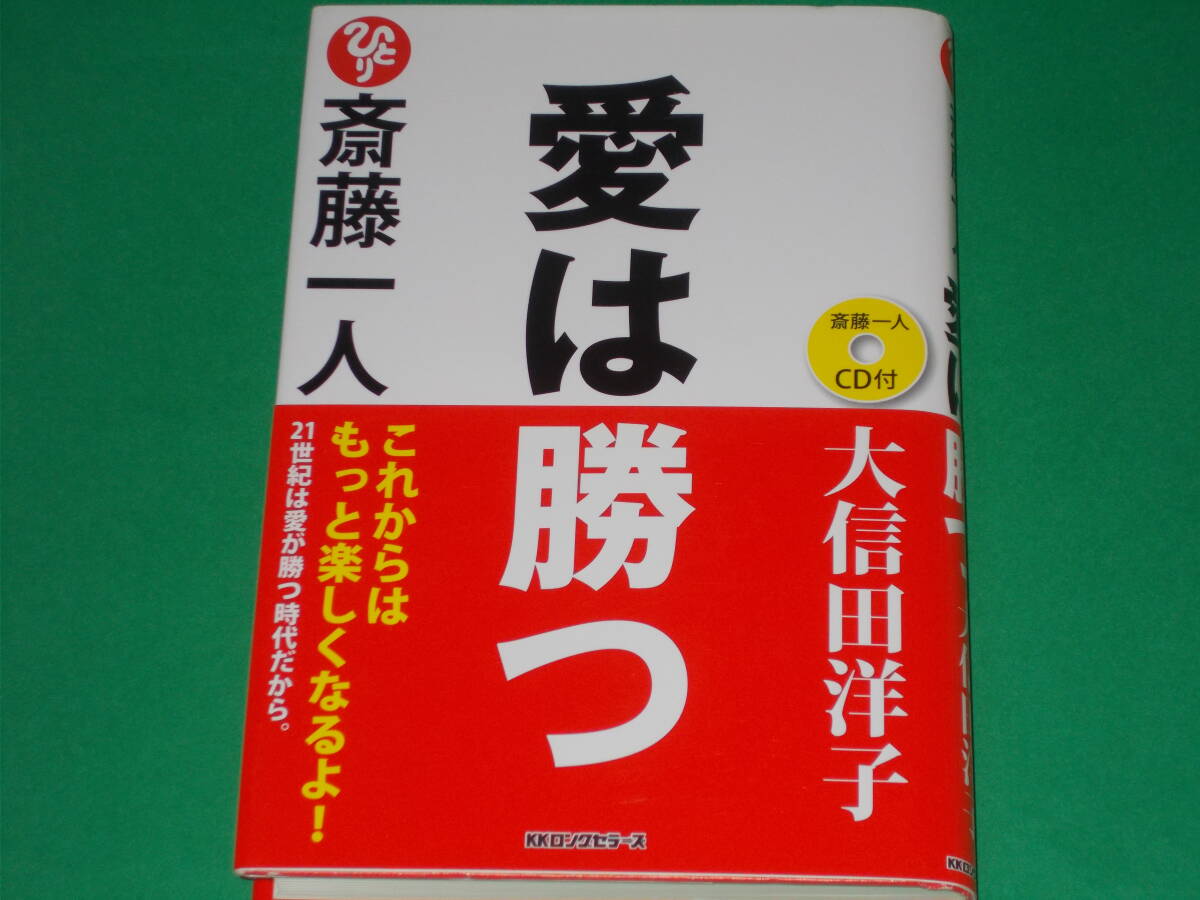 ひとり
斎藤一人
愛は勝つ
斎藤一人
CD付
大信田洋子
これからは
もっと楽しくなるよ!
21世紀は愛が勝つ時代だから。
KKロングセラーズ